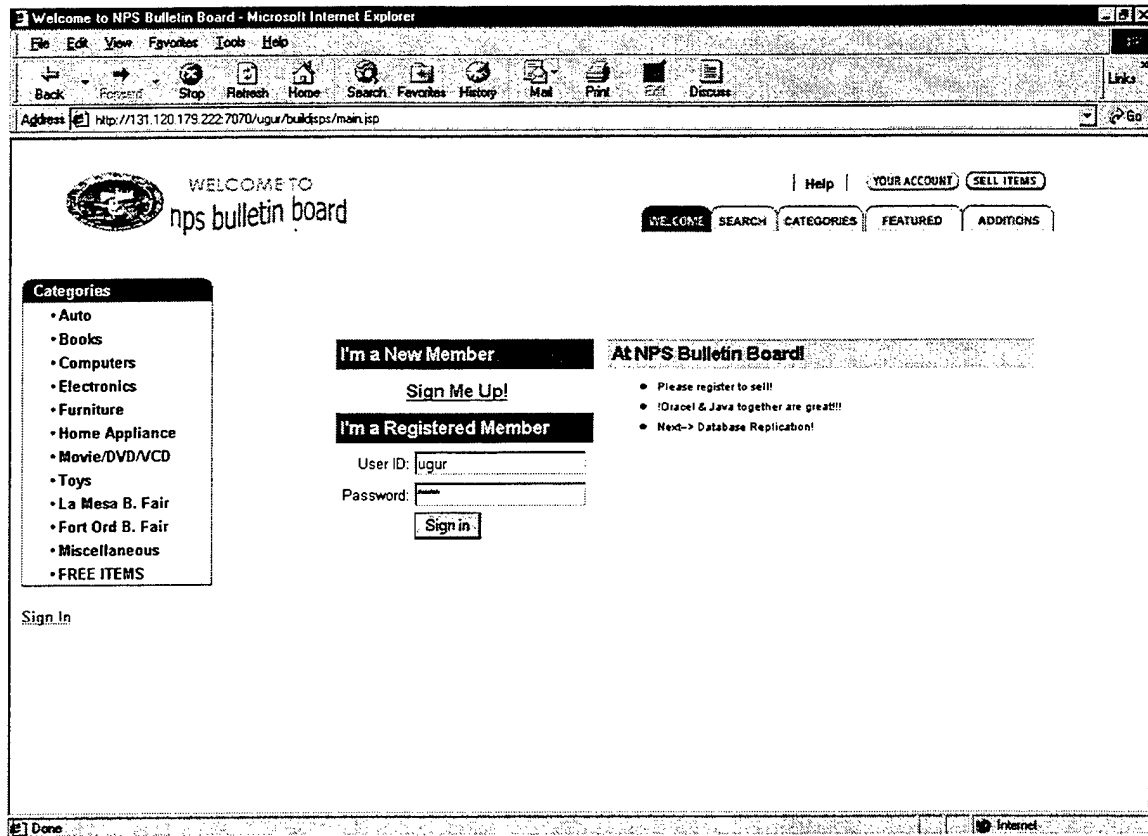 Welcome to NPS Bulletin Board - Microsoft Internet Explorer
File Edit View Favorites Tools Help
Back Forward Stop Refresh Home Search Favorites History Mail Print Edit Discuss Links
Address http://131.120.179.222:7070/ugur/buildjsps/main.jsp Go
WELCOME TO
nps bulletin board
Help YOUR ACCOUNT SELL ITEMS
WELCOME SEARCH CATEGORIES FEATURED ADDITIONS
Categories
• Auto
• Books
• Computers
• Electronics
• Furniture
• Home Appliance
• Movie/DVD/VCD
• Toys
• La Mesa B. Fair
• Fort Ord B. Fair
• Miscellaneous
• FREE ITEMS
Sign In
I'm a New Member
Sign Me Up!
I'm a Registered Member
User ID: ugur
Password: *****
Sign in
At NPS Bulletin Board!
• Please register to sell!
• !Oracel & Java together are great!!!
• Next--> Database Replication!
Done
Internet